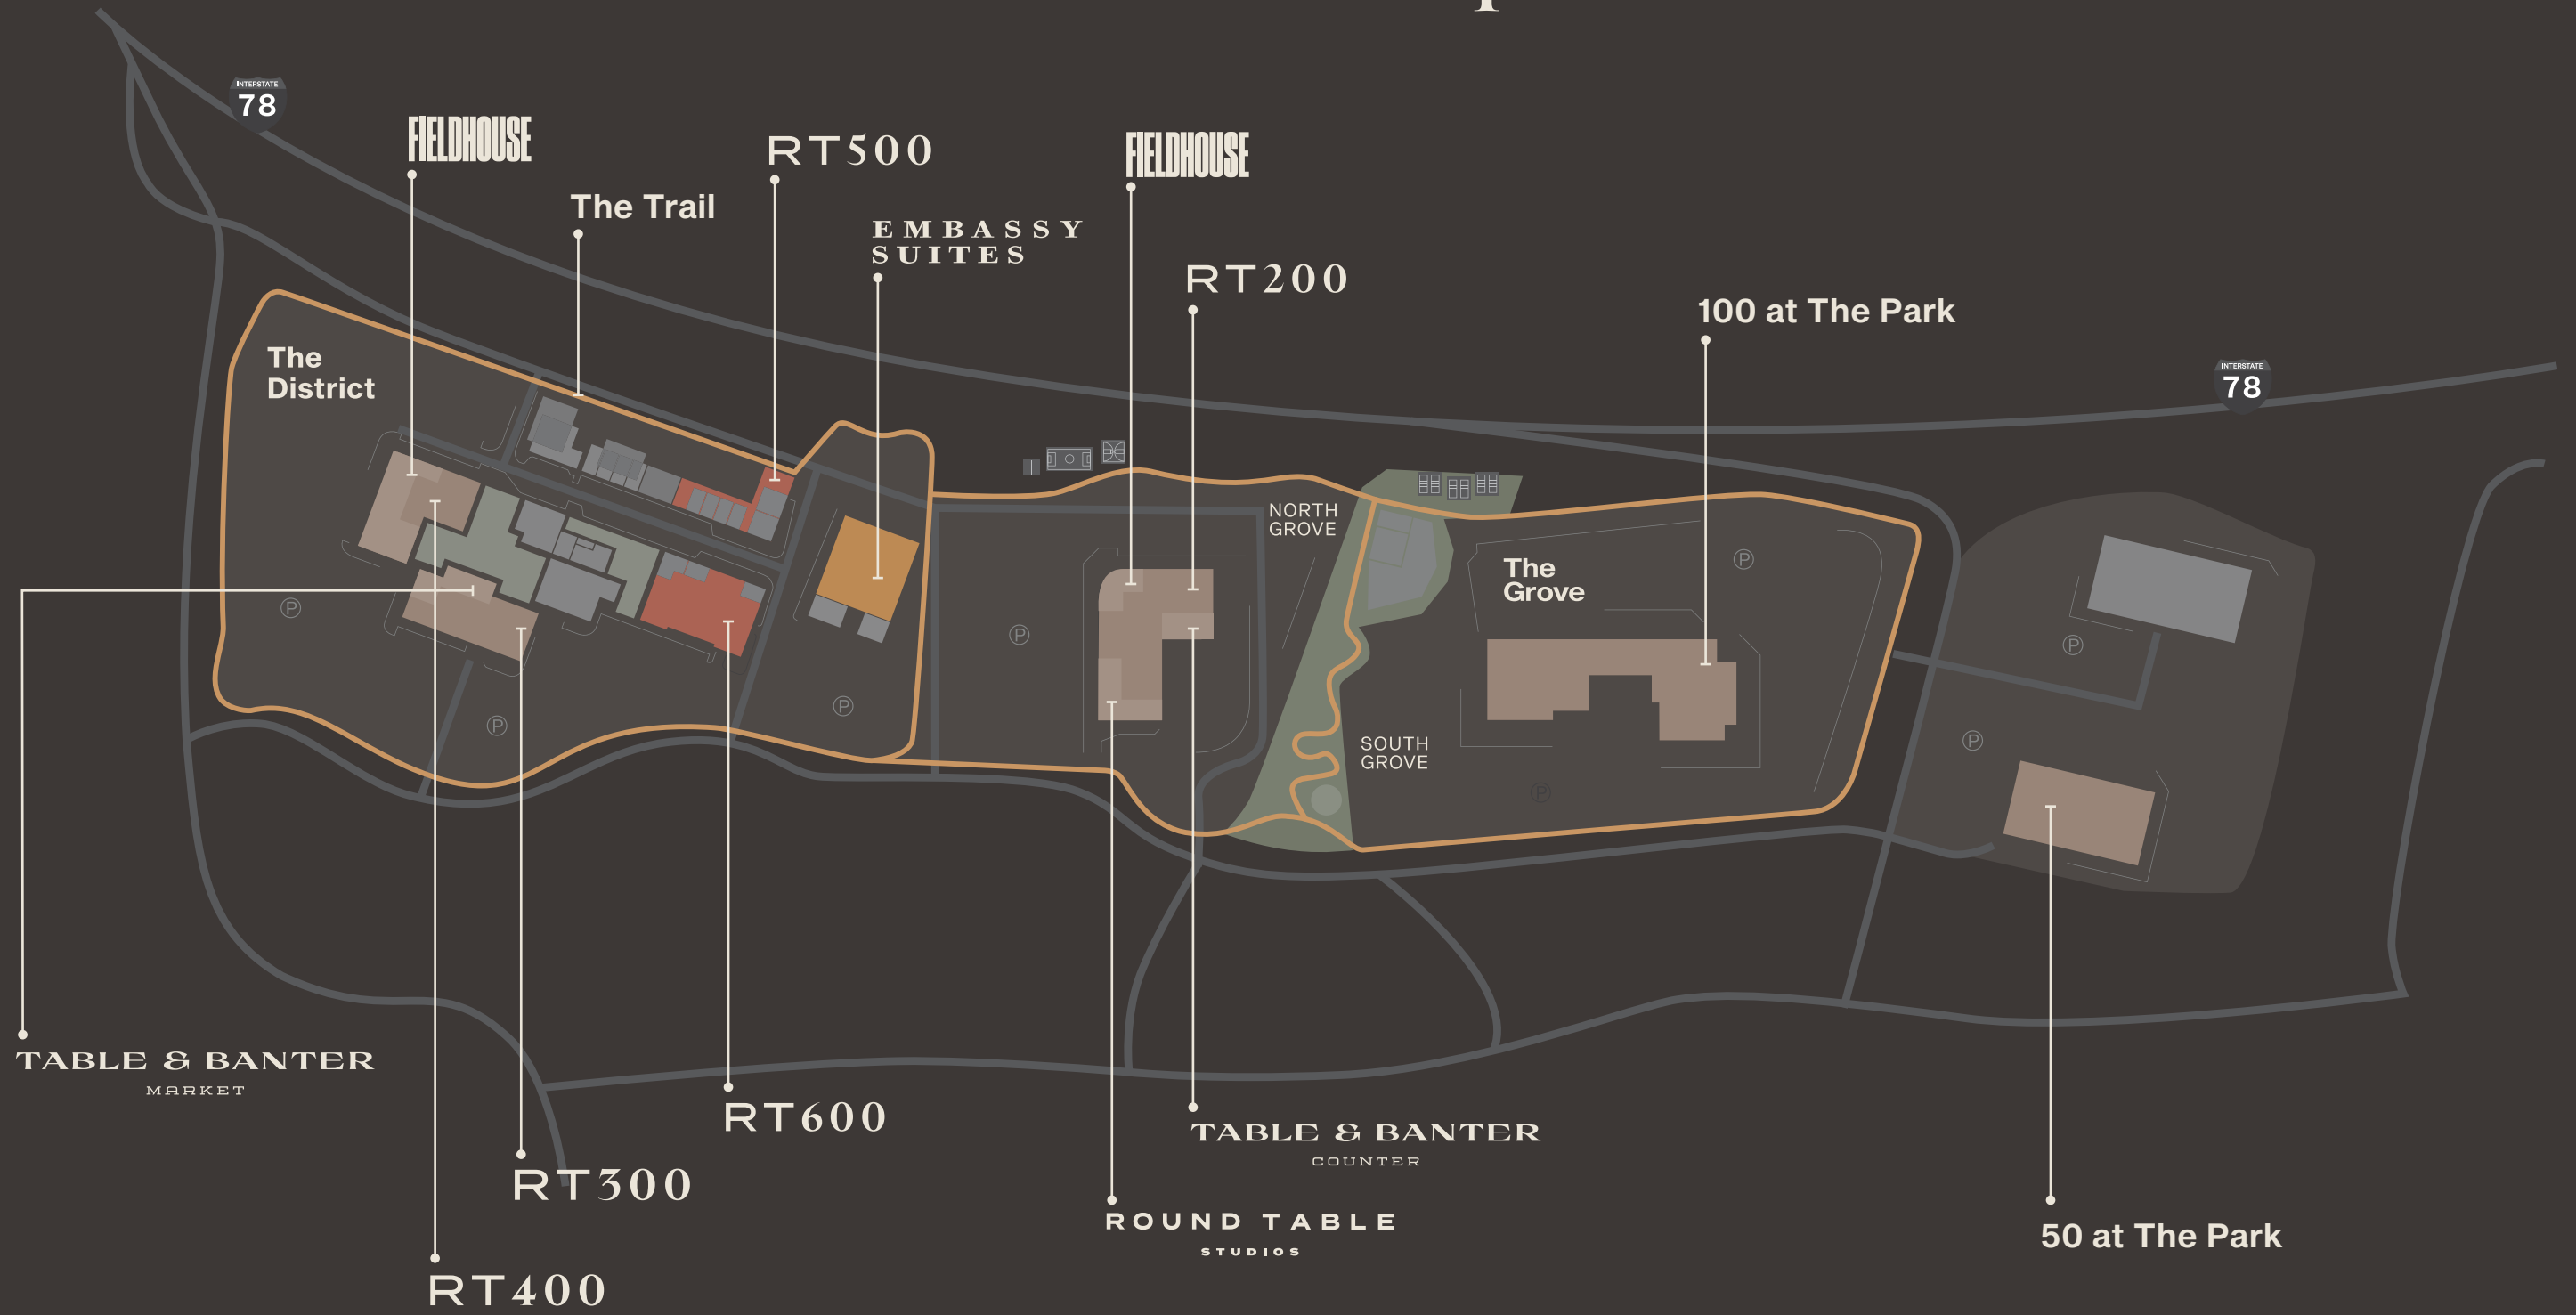 INTERSTATE
78
FIELDHOUSE
RT500
FIELDHOUSE
The Trail
EMBASSY
SUITES
RT200
100 at The Park
The
District
INTERSTATE
78
NORTH
GROVE
The
Grove
P
P
P
P
P
P
P
P
SOUTH
GROVE
TABLE & BANTER
MARKET
RT600
TABLE & BANTER
COUNTER
RT300
ROUND TABLE
STUDIOS
50 at The Park
RT400